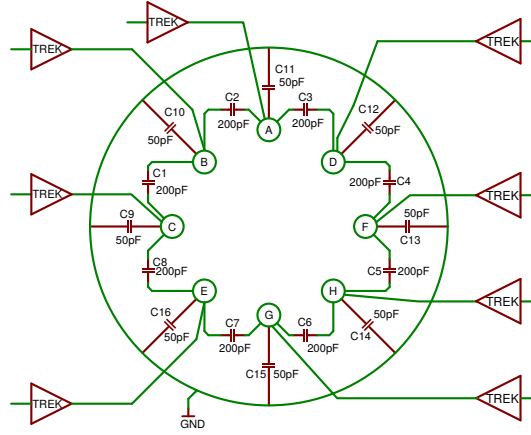 TREK
TREK
TREK
C11
50pF
C2
C3
C10
C12
200pF
A
200pF
50pF
50pF
B
D
C1
200pF
200pF
C4
TREK
TREK
C9
50pF
C
F
50pF
C13
C8
200pF
C5
200pF
E
H
TREK
C16
G
50pF
C7
C6
50pF
C14
200pF
200pF
C15
50pF
TREK
TREK
GND